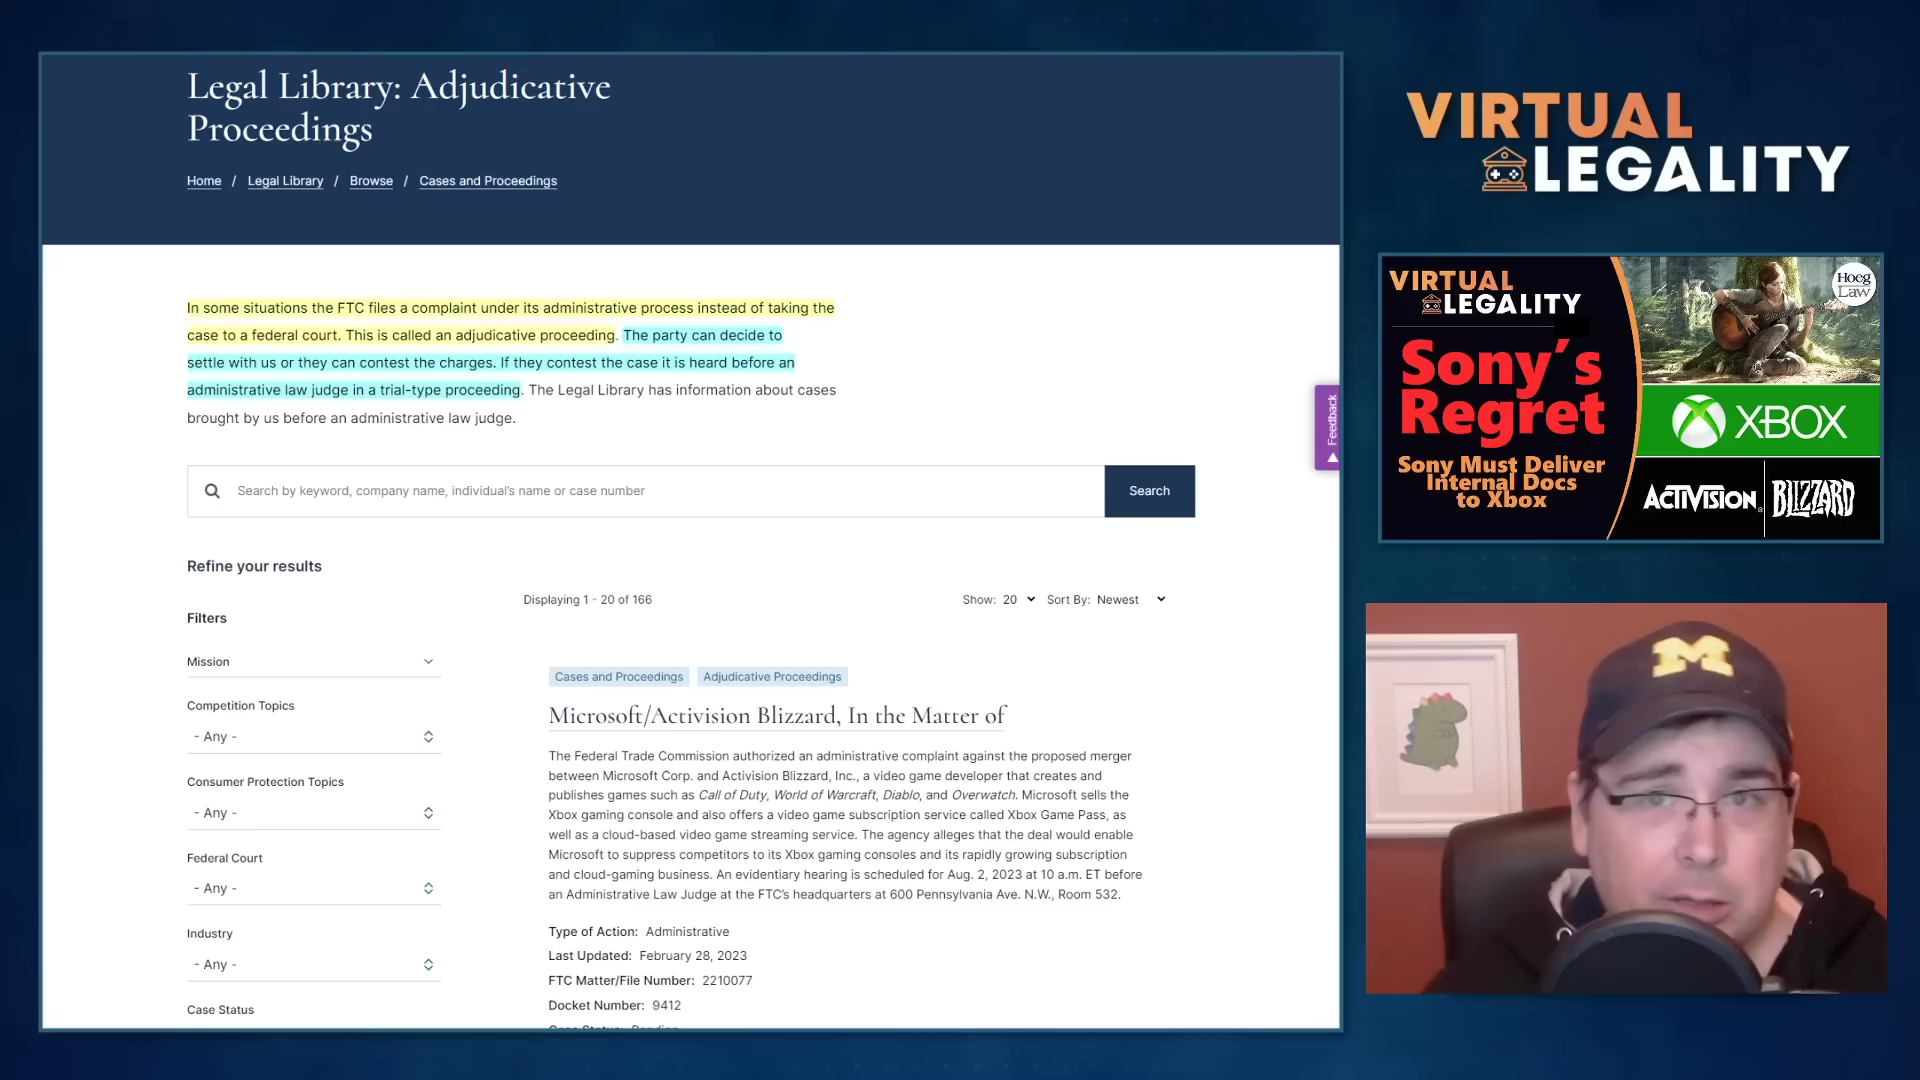 Legal Library: Adjudicative
Proceedings
Home / Legal Library / Browse / Cases and Proceedings
In some situations the FTC files a complaint under its administrative process instead of taking the
case to a federal court. This is called an adjudicative proceeding. The party can decide to
settle with us or they can contest the charges. If they contest the case it is heard before an
administrative law judge in a trial-type proceeding. The Legal Library has information about cases
brought by us before an administrative law judge.
Search by keyword, company name, individual's name or case number
Search
Feedback
Refine your results
Displaying 1 - 20 of 166
Show: 20
Sort By: Newest
Filters
Mission
Competition Topics
- Any -
Consumer Protection Topics
- Any -
Federal Court
- Any -
Industry
- Any -
Case Status
Cases and Proceedings
Adjudicative Proceedings
Microsoft/Activision Blizzard, In the Matter of
The Federal Trade Commission authorized an administrative complaint against the proposed merger
between Microsoft Corp. and Activision Blizzard, Inc., a video game developer that creates and
publishes games such as Call of Duty, World of Warcraft, Diablo, and Overwatch. Microsoft sells the
Xbox gaming console and also offers a video game subscription service called Xbox Game Pass, as
well as a cloud-based video game streaming service. The agency alleges that the deal would enable
Microsoft to suppress competitors to its Xbox gaming consoles and its rapidly growing subscription
and cloud-gaming business. An evidentiary hearing is scheduled for Aug. 2, 2023 at 10 a.m. ET before
an Administrative Law Judge at the FTC's headquarters at 600 Pennsylvania Ave. N.W., Room 532.
Type of Action: Administrative
Last Updated: February 28, 2023
FTC Matter/File Number: 2210077
Docket Number: 9412
Case Status: Pending
VIRTUAL
LEGALITY
VIRTUAL
LEGALITY
Hoeg
Law
Sony's
Regret
Sony Must Deliver
Internal Docs
to Xbox
XBOX
ACTIVISION
BLIZZARD
M